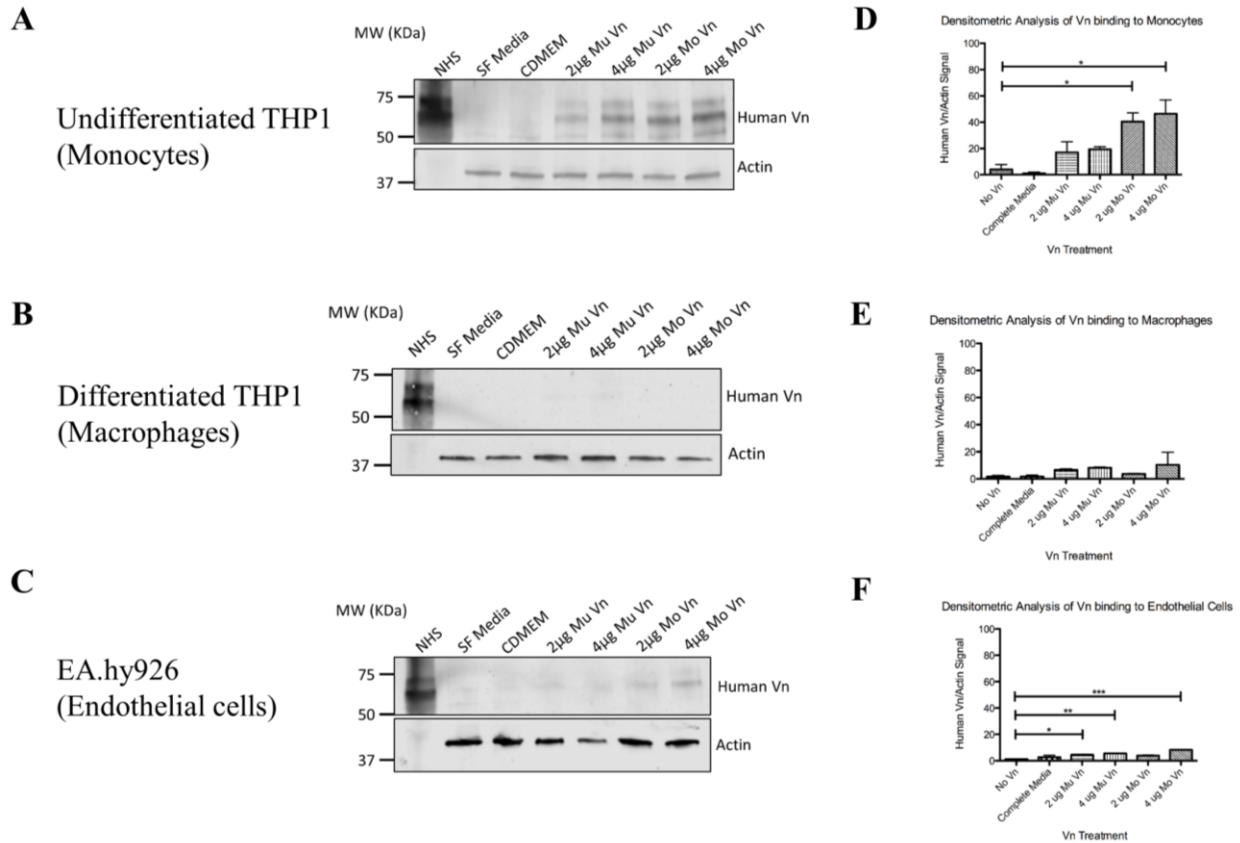 A
Undifferentiated THP1
(Monocytes)
MW (KDa)
NHS
SF Media
CDMEM
2µg Mu Vn
4µg Mu Vn
2µg Mo Vn
4µg Mo Vn
75
50
37
Human Vn
Actin
D
Densitometric Analysis of Vn binding to Monocytes
Human Vn/Actin Signal
100
80
60
40
20
0
*
*
No Vn
Complete Media
2 ug Mu Vn
4 ug Mu Vn
2 ug Mo Vn
4 ug Mo Vn
Vn Treatment
B
Differentiated THP1
(Macrophages)
MW (KDa)
NHS
SF Media
CDMEM
2µg Mu Vn
4µg Mu Vn
2µg Mo Vn
4µg Mo Vn
75
50
37
Human Vn
Actin
E
Densitometric Analysis of Vn binding to Macrophages
Human Vn/Actin Signal
100
80
60
40
20
0
No Vn
Complete Media
2 ug Mu Vn
4 ug Mu Vn
2 ug Mo Vn
4 ug Mo Vn
Vn Treatment
C
EA.hy926
(Endothelial cells)
MW (KDa)
NHS
SF Media
CDMEM
2µg Mu Vn
4µg Mu Vn
2µg Mo Vn
4µg Mo Vn
75
50
37
Human Vn
Actin
F
Densitometric Analysis of Vn binding to Endothelial Cells
Human Vn/Actin Signal
100
80
60
40
20
0
***
**
*
No Vn
Complete Media
2 ug Mu Vn
4 ug Mu Vn
2 ug Mo Vn
4 ug Mo Vn
Vn Treatment